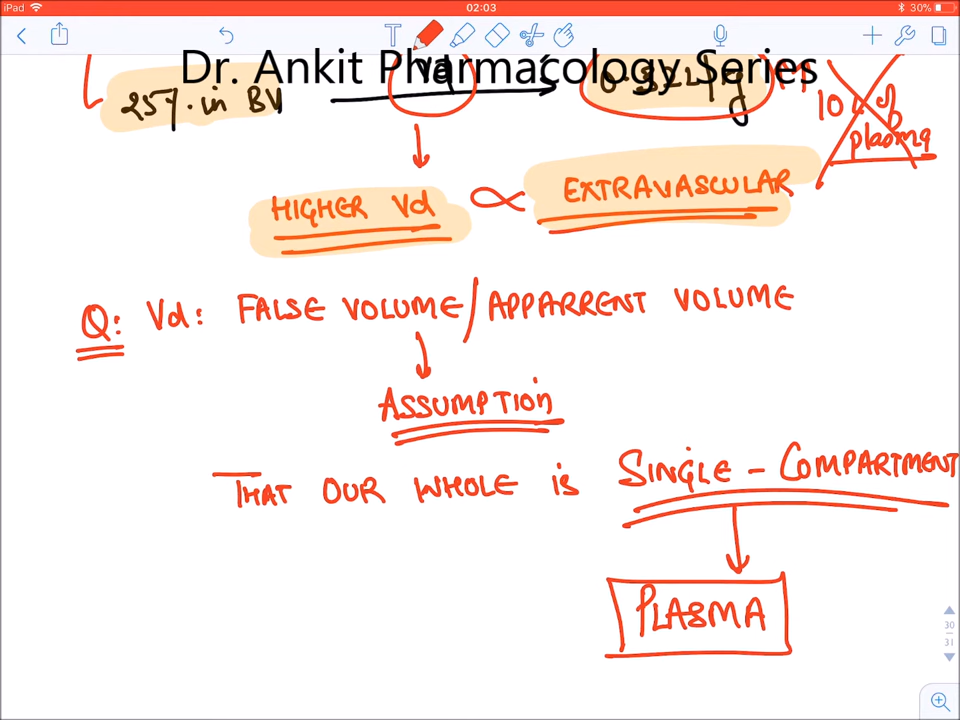 iPad 02:03 30%
Dr. Ankit Pharmacology Series
25% in BV Vd
10 L of plasma
HIGHER Vd ∝ EXTRAVASCULAR
Q: Vd: FALSE VOLUME / APPARRENT VOLUME
ASSUMPTION
THAT OUR WHOLE is SINGLE - COMPARTMENT
PLASMA
30
31